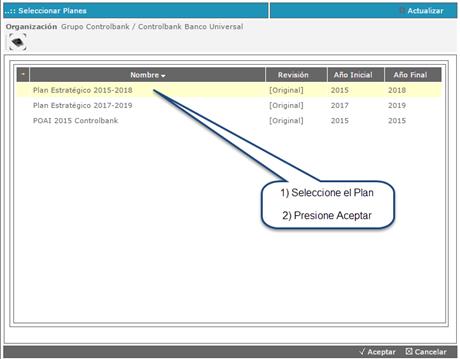 ..:: Seleccionar Planes
Actualizar
Organización Grupo Controlbank / Controlbank Banco Universal
Nombre Revisión Año Inicial Año Final
Plan Estratégico 2015-2018 [Original] 2015 2018
Plan Estratégico 2017-2019 [Original] 2017 2019
POAI 2015 Controlbank [Original] 2015 2015
1) Seleccione el Plan
2) Presione Aceptar
√ Aceptar ☒ Cancelar